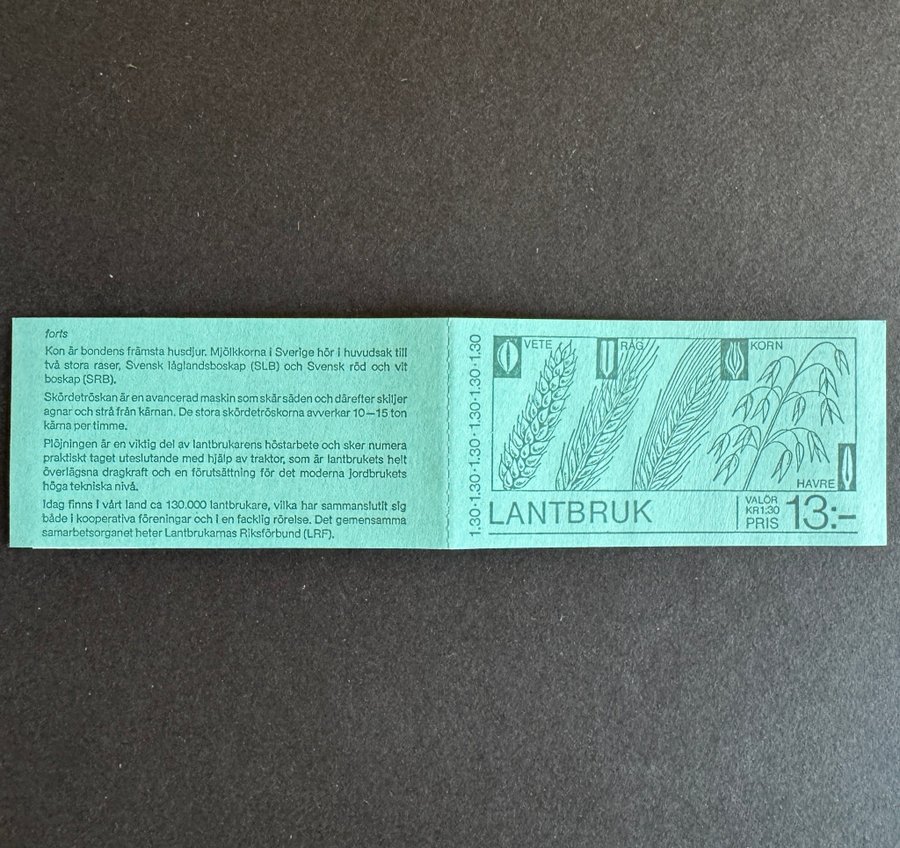 forts
Kon är bondens främsta husdjur. Mjölkkorna i Sverige hör i huvudsak till
två stora raser, Svensk låglandsboskap (SLB) och Svensk röd och vit
boskap (SRB).
Skördetröskan är en avancerad maskin som skär säden och därefter skiljer
agnar och strå från kärnan. De stora skördetröskorna avverkar 10—15 ton
kärna per timme.
Plöjningen är en viktig del av lantbrukarens höstarbete och sker numera
praktiskt taget uteslutande med hjälp av traktor, som är lantbrukets helt
överlägsna dragkraft och en förutsättning för det moderna jordbrukets
höga tekniska nivå.
Idag finns i vårt land ca 130.000 lantbrukare, vilka har sammanslutit sig
både i kooperativa föreningar och i en facklig rörelse. Det gemensamma
samarbetsorganet heter Lantbrukarnas Riksförbund (LRF).
1.30·1.30·1.30·1.30·1.30·1.30
VETE
RÅG
KORN
HAVRE
LANTBRUK
VALÖR
KR 1:30
PRIS 13:-